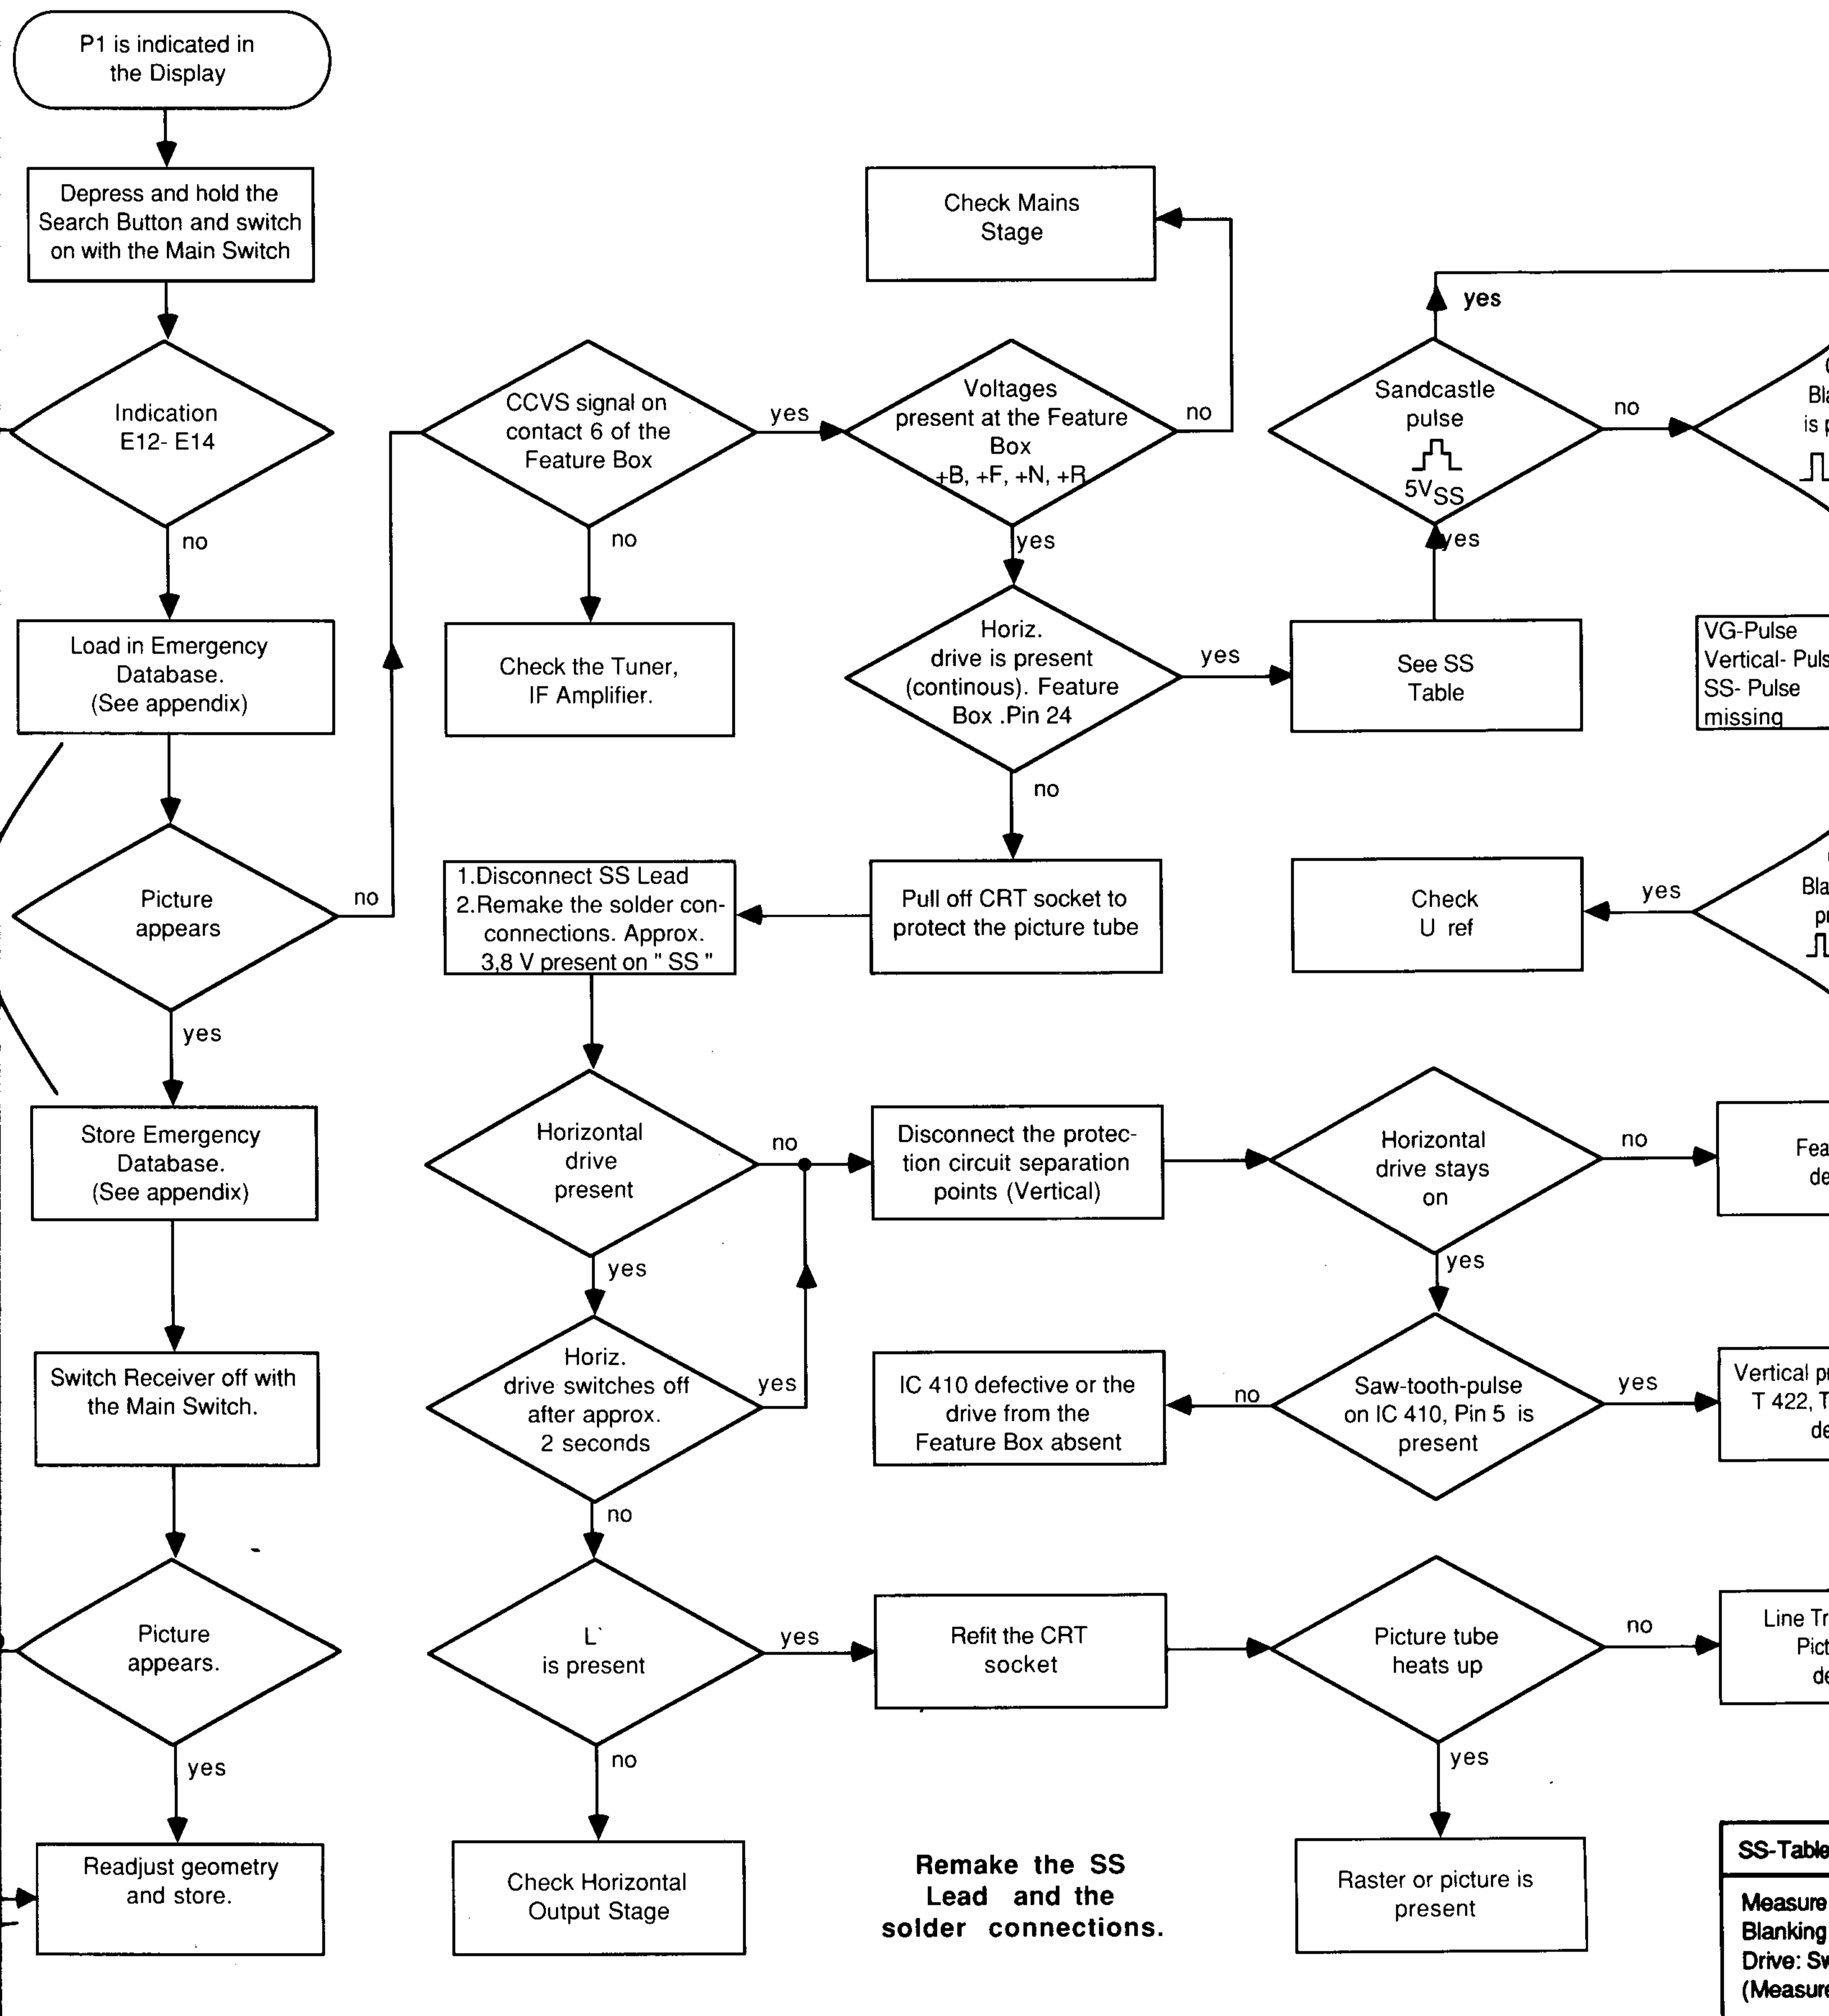 P1 is indicated in
the Display
Depress and hold the
Search Button and switch
on with the Main Switch
Indication
E12- E14
no
Load in Emergency
Database.
(See appendix)
Picture
appears
no
yes
Store Emergency
Database.
(See appendix)
Switch Receiver off with
the Main Switch.
Picture
appears.
yes
Readjust geometry
and store.
CCVS signal on
contact 6 of the
Feature Box
yes
no
Check the Tuner,
IF Amplifier.
Check Mains
Stage
Voltages
present at the Feature
Box
+B, +F, +N, +R
no
yes
Horiz.
drive is present
(continous). Feature
Box .Pin 24
yes
no
See SS
Table
yes
Sandcastle
pulse
5VSS
yes
no
is
VG-Pulse
Vertical- 
SS- Pulse
missing
1.Disconnect SS Lead
2.Remake the solder con-
connections. Approx.
3,8 V present on " SS "
Pull off CRT socket to
protect the picture tube
Check
U ref
yes
Horizontal
drive
present
no
yes
Disconnect the protec-
tion circuit separation
points (Vertical)
Horizontal
drive stays
on
no
yes
Horiz.
drive switches off
after approx.
2 seconds
yes
no
IC 410 defective or the
drive from the
Feature Box absent
no
Saw-tooth-pulse
on IC 410, Pin 5 is
present
yes
Vertical
T 422,
L`
is present
yes
no
Refit the CRT
socket
Picture tube
heats up
no
yes
Line
Check Horizontal
Output Stage
Remake the SS
Lead and the
solder connections.
Raster or picture is
present
SS-Table
Measure
Blanking
Drive:
(Measure